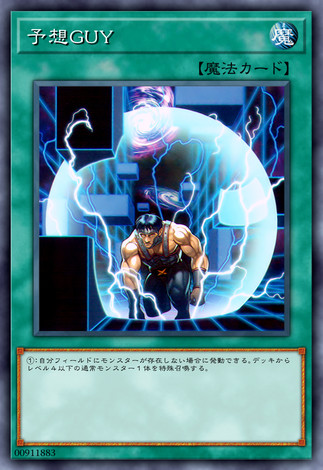 予想GUY
魔
【魔法カード】
①:自分フィールドにモンスターが存在しない場合に発動できる。デッキから
レベル4以下の通常モンスター1体を特殊召喚する。
00911883